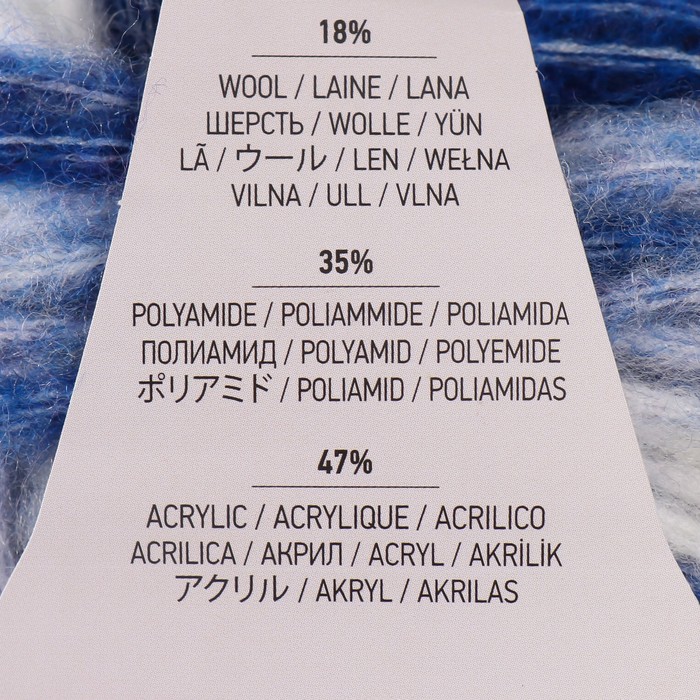 18%
WOOL / LAINE / LANA
ШЕРСТЬ / WOLLE / YÜN
LÃ / ウール / LEN / WEŁNA
VILNA / ULL / VLNA
35%
POLYAMIDE / POLIAMMIDE / POLIAMIDA
ПОЛИАМИД / POLYAMID / POLYEMIDE
ポリアミド / POLIAMID / POLIAMIDAS
47%
ACRYLIC / ACRYLIQUE / ACRILICO
ACRILICA / АКРИЛ / ACRYL / AKRİLİK
アクリル / AKRYL / AKRILAS